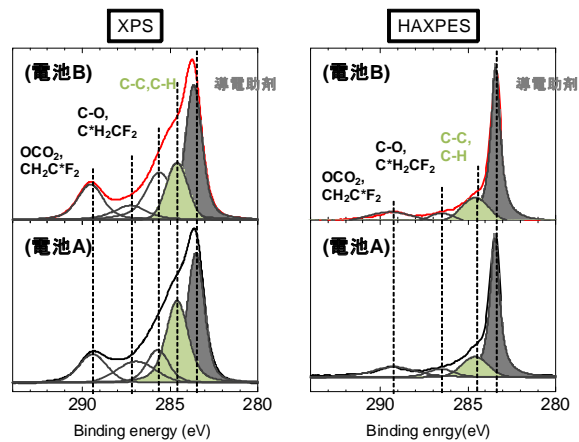 XPS
HAXPES
(電池B)
C-C,C-H
導電助剤
C-O,
C*H2CF2
OCO2,
CH2C*F2
(電池B)
導電助剤
C-O,
C*H2CF2
C-C,
C-H
OCO2,
CH2C*F2
(電池A)
(電池A)
290 285 280
290 285 280
Binding energy (eV)
Binding enrgry(eV)